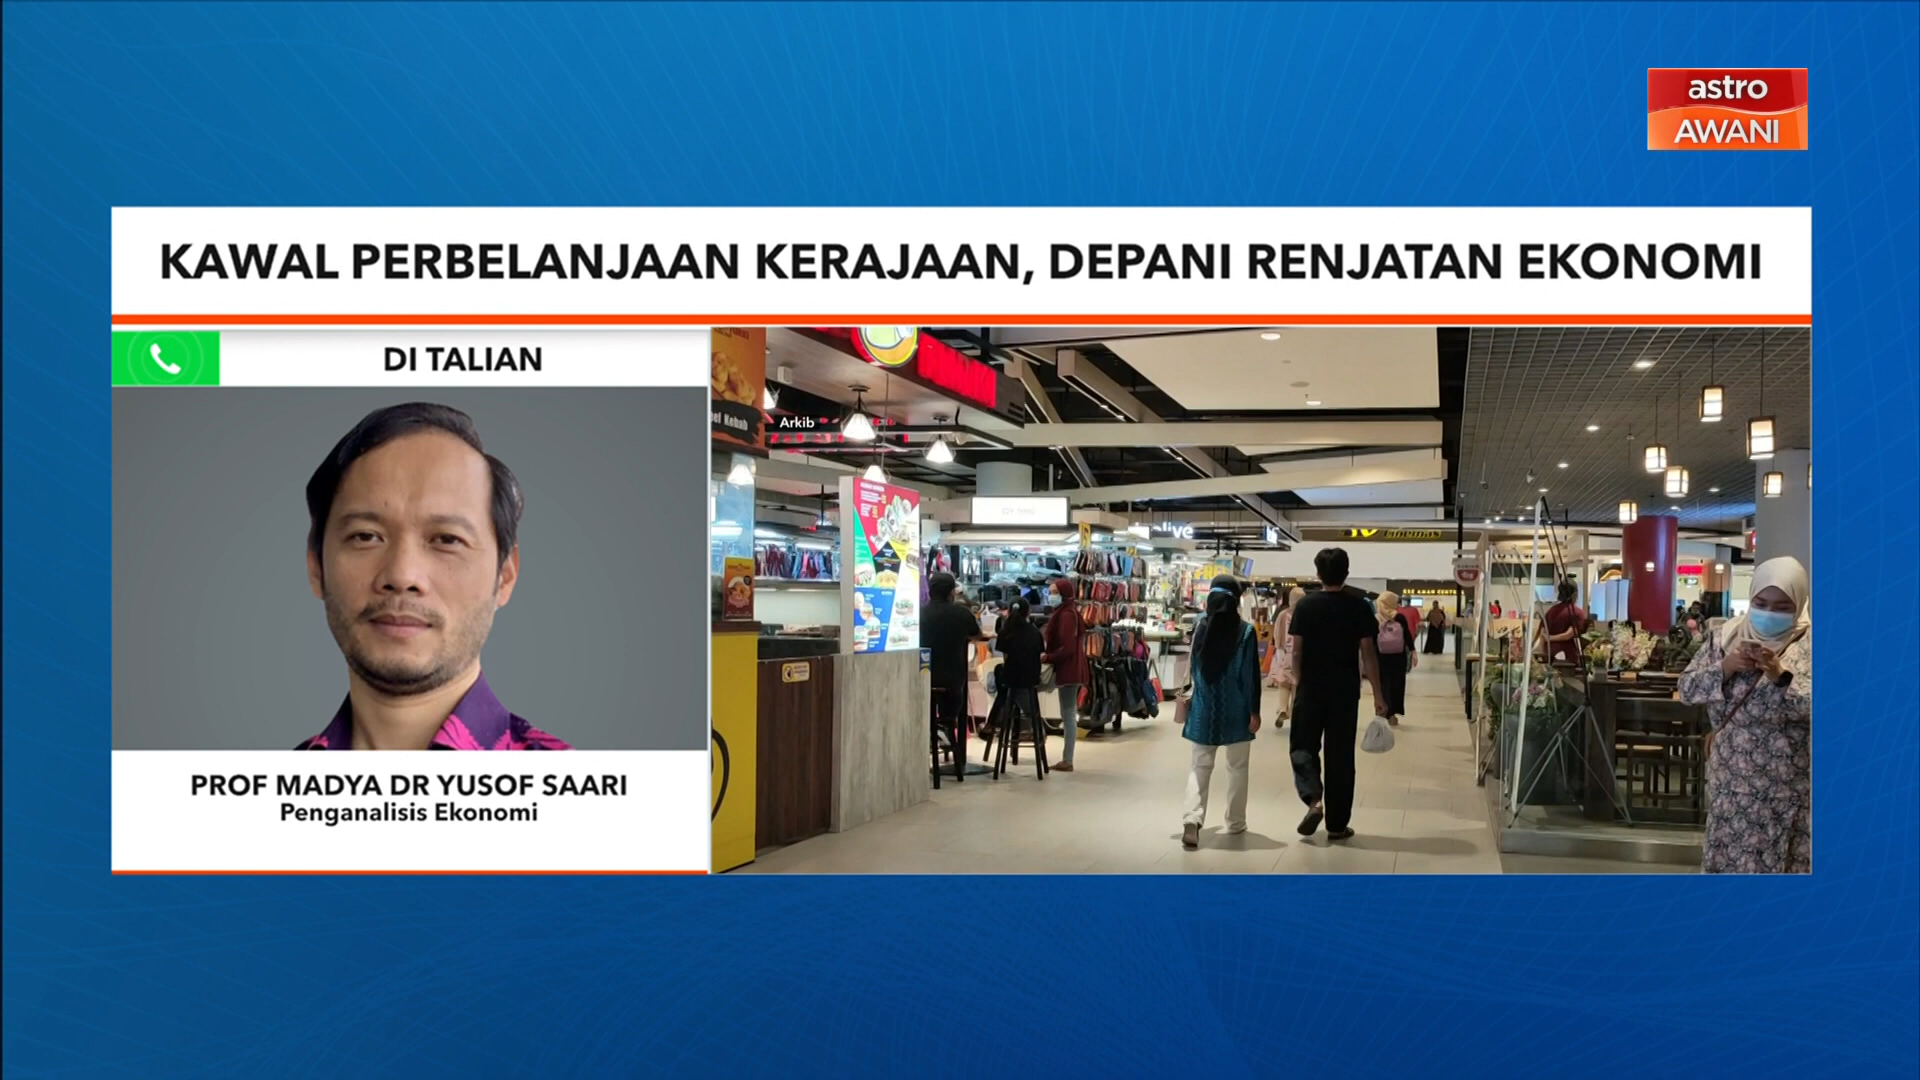 astro
AWANI
KAWAL PERBELANJAAN KERAJAAN, DEPANI RENJATAN EKONOMI
DI TALIAN
Arkib
PROF MADYA DR YUSOF SAARI
Penganalisis Ekonomi